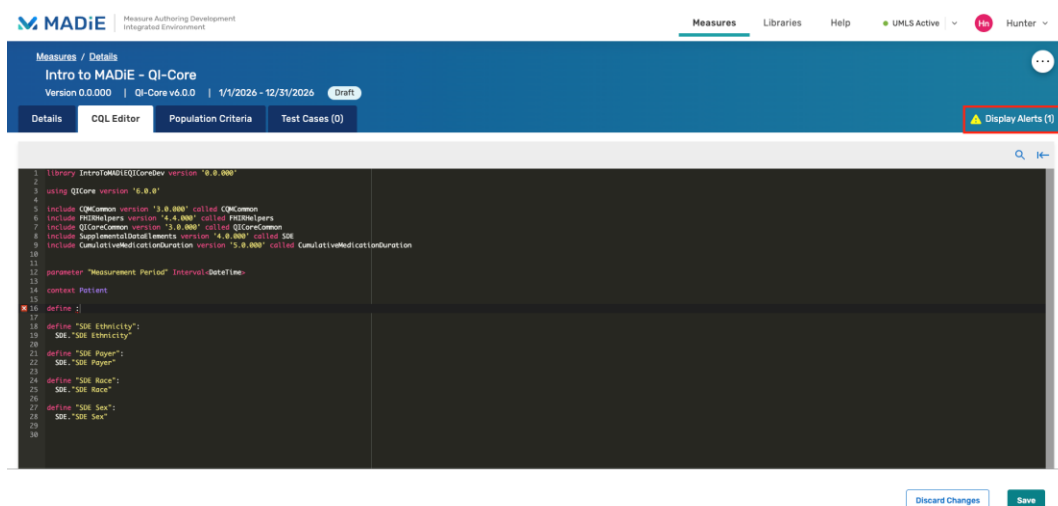 MADiE
Measure Authoring Development
Integrated Environment
Measures
Libraries
Help
UMLS Active
Hn
Hunter
Measures / Details
Intro to MADiE - QI-Core
Version 0.0.000 | QI-Core v6.0.0 | 1/1/2026 - 12/31/2026 Draft
Details
CQL Editor
Population Criteria
Test Cases (0)
Display Alerts (1)
1 library IntroToMADiEQICoreDev version '0.0.000'
2
3 using QICore version '6.0.0'
4
5 include CQMCommon version '3.0.000' called CQMCommon
6 include FHIRHelpers version '4.4.000' called FHIRHelpers
7 include QICoreCommon version '3.0.000' called QICoreCommon
8 include SupplementalDataElements version '4.0.000' called SDE
9 include CumulativeMedicationDuration version '5.0.000' called CumulativeMedicationDuration
10
11
12 parameter "Measurement Period" Interval<DateTime>
13
14 context Patient
15
16 define :
17
18 define "SDE Ethnicity":
19 SDE."SDE Ethnicity"
20
21 define "SDE Payer":
22 SDE."SDE Payer"
23
24 define "SDE Race":
25 SDE."SDE Race"
26
27 define "SDE Sex":
28 SDE."SDE Sex"
29
30
Discard Changes
Save